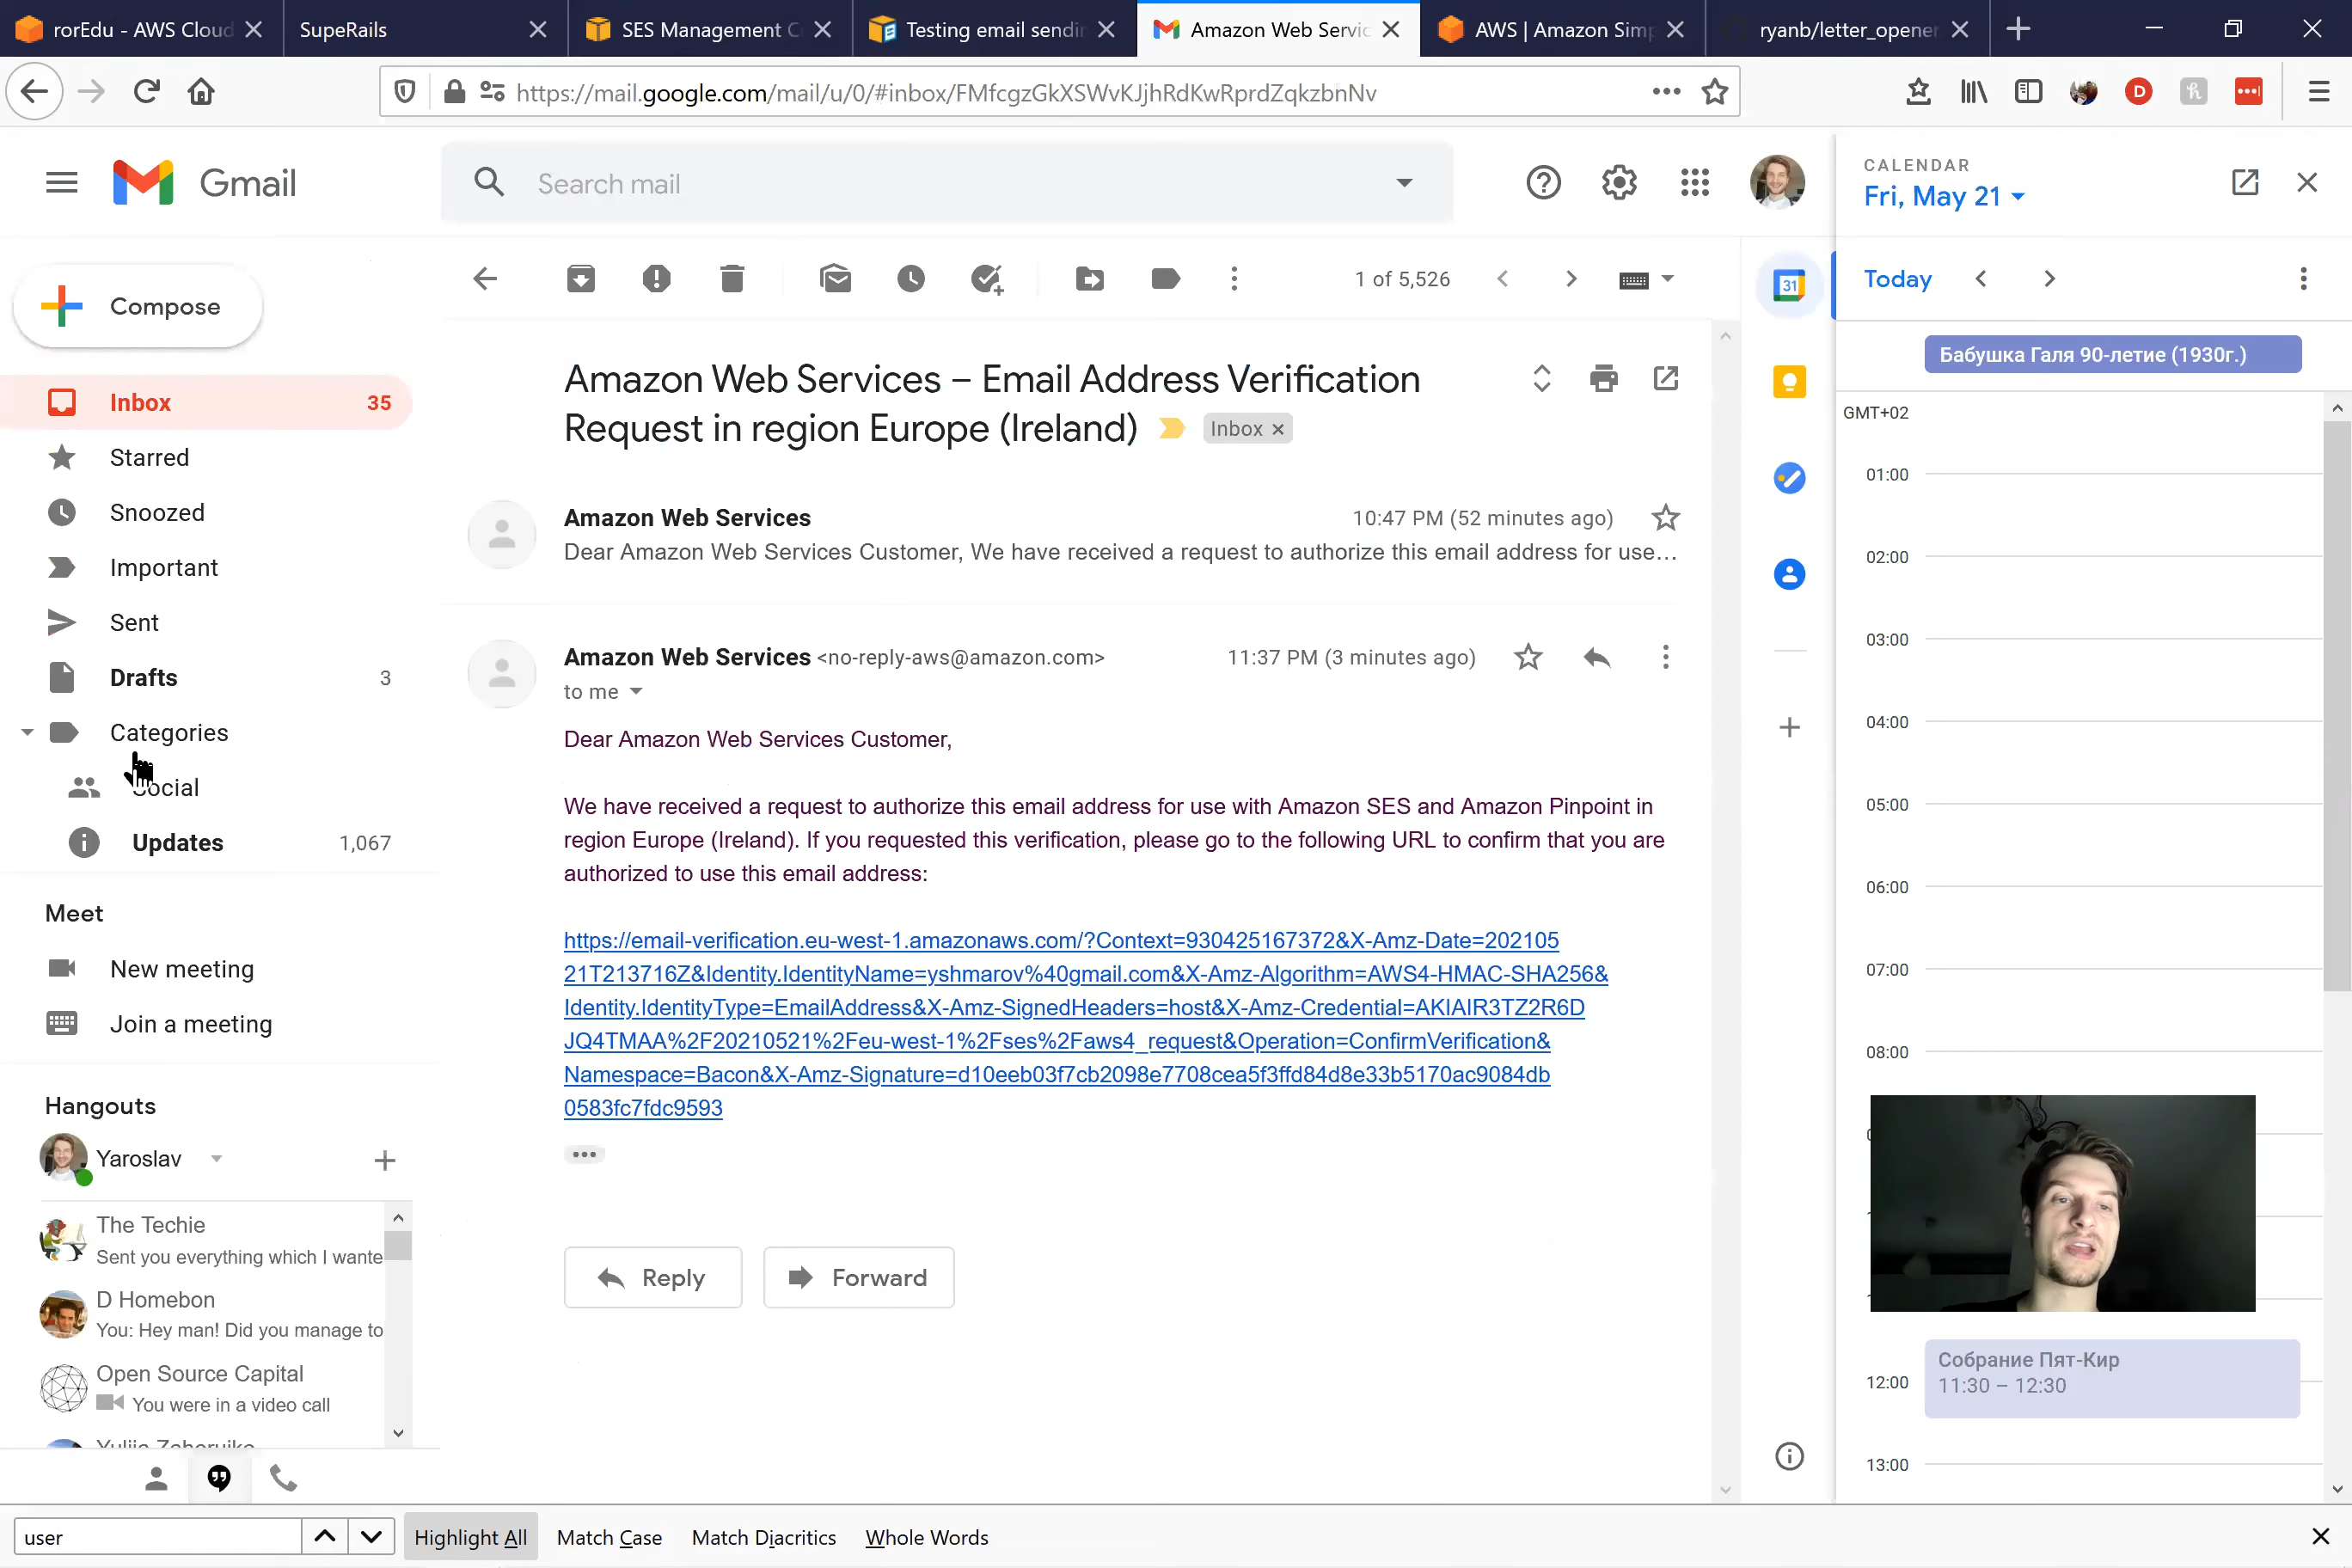 rorEdu - AWS Cloud
SupeRails
SES Management C
Testing email sendin
Amazon Web Servic
AWS | Amazon Simp
ryanb/letter_opener
https://mail.google.com/mail/u/0/#inbox/FMfcgzGkXSWvKJjhRdKwRprdZqkzbnNv
Gmail
Search mail
CALENDAR
Fri, May 21
Compose
1 of 5,526
31
Today
Inbox 35
Starred
Snoozed
Important
Sent
Drafts 3
Categories
Social
Updates 1,067
Meet
New meeting
Join a meeting
Hangouts
Yaroslav
The Techie
Sent you everything which I wante
D Homebon
You: Hey man! Did you manage to
Open Source Capital
You were in a video call
Amazon Web Services – Email Address Verification
Request in region Europe (Ireland) Inbox ×
Amazon Web Services 10:47 PM (52 minutes ago)
Dear Amazon Web Services Customer, We have received a request to authorize this email address for use...
Amazon Web Services <no-reply-aws@amazon.com> 11:37 PM (3 minutes ago)
to me
Dear Amazon Web Services Customer,
We have received a request to authorize this email address for use with Amazon SES and Amazon Pinpoint in
region Europe (Ireland). If you requested this verification, please go to the following URL to confirm that you are
authorized to use this email address:
https://email-verification.eu-west-1.amazonaws.com/?Context=930425167372&X-Amz-Date=202105
21T213716Z&Identity.IdentityName=yshmarov%40gmail.com&X-Amz-Algorithm=AWS4-HMAC-SHA256&
Identity.IdentityType=EmailAddress&X-Amz-SignedHeaders=host&X-Amz-Credential=AKIAIR3TZ2R6D
JQ4TMAA%2F20210521%2Feu-west-1%2Fses%2Faws4_request&Operation=ConfirmVerification&
Namespace=Bacon&X-Amz-Signature=d10eeb03f7cb2098e7708cea5f3ffd84d8e33b5170ac9084db
0583fc7fdc9593
Reply
Forward
Бабушка Галя 90-летие (1930г.)
GMT+02
01:00
02:00
03:00
04:00
05:00
06:00
07:00
08:00
Собрание Пят-Кир
11:30 – 12:30
12:00
13:00
user
Highlight All
Match Case
Match Diacritics
Whole Words